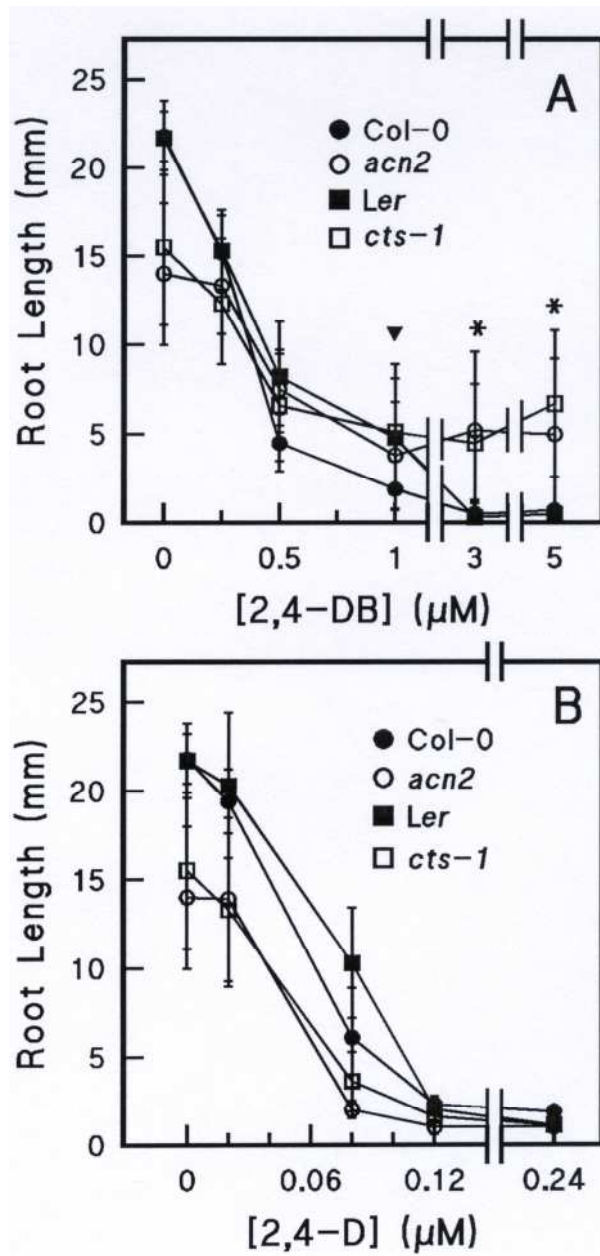 A
Root Length (mm)
25
20
15
10
5
0
Col-0
acn2
Ler
cts-1
*
*
0
0.5
1
3
5
[2,4-DB] (µM)
B
Root Length (mm)
25
20
15
10
5
0
Col-0
acn2
Ler
cts-1
0
0.06
0.12
0.24
[2,4-D] (µM)